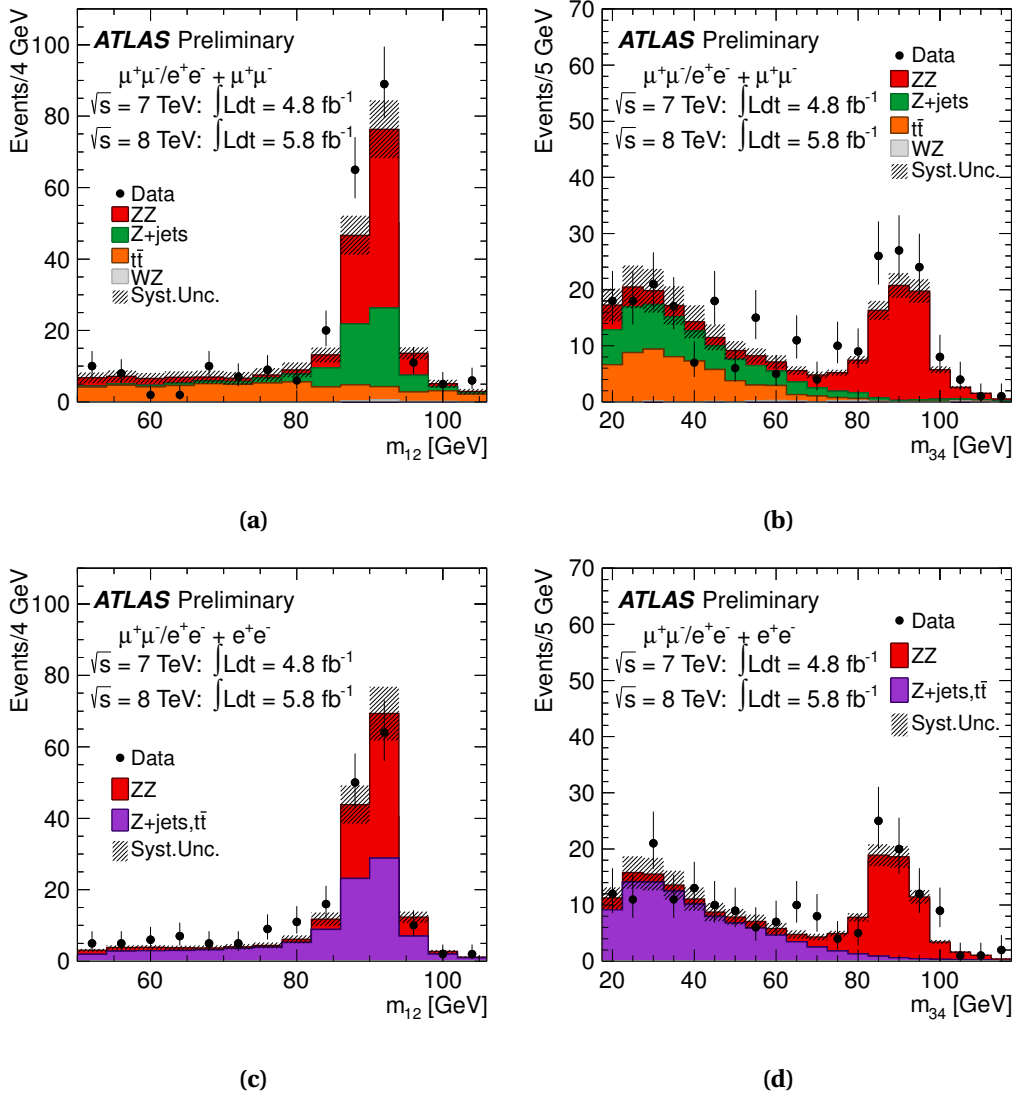 Events/4 GeV
100
80
60
40
20
0
ATLAS Preliminary
μ⁺μ⁻/e⁺e⁻ + μ⁺μ⁻
√s = 7 TeV: ∫Ldt = 4.8 fb⁻¹
√s = 8 TeV: ∫Ldt = 5.8 fb⁻¹
Data
ZZ
Z+jets
tt̄
WZ
Syst.Unc.
60 80 100
m₁₂ [GeV]
(a)
Events/5 GeV
70
60
50
40
30
20
10
0
ATLAS Preliminary
μ⁺μ⁻/e⁺e⁻ + μ⁺μ⁻
√s = 7 TeV: ∫Ldt = 4.8 fb⁻¹
√s = 8 TeV: ∫Ldt = 5.8 fb⁻¹
Data
ZZ
Z+jets
tt̄
WZ
Syst.Unc.
20 40 60 80 100
m₃₄ [GeV]
(b)
Events/4 GeV
100
80
60
40
20
0
ATLAS Preliminary
μ⁺μ⁻/e⁺e⁻ + e⁺e⁻
√s = 7 TeV: ∫Ldt = 4.8 fb⁻¹
√s = 8 TeV: ∫Ldt = 5.8 fb⁻¹
Data
ZZ
Z+jets,tt̄
Syst.Unc.
60 80 100
m₁₂ [GeV]
(c)
Events/5 GeV
70
60
50
40
30
20
10
0
ATLAS Preliminary
μ⁺μ⁻/e⁺e⁻ + e⁺e⁻
√s = 7 TeV: ∫Ldt = 4.8 fb⁻¹
√s = 8 TeV: ∫Ldt = 5.8 fb⁻¹
Data
ZZ
Z+jets,tt̄
Syst.Unc.
20 40 60 80 100
m₃₄ [GeV]
(d)